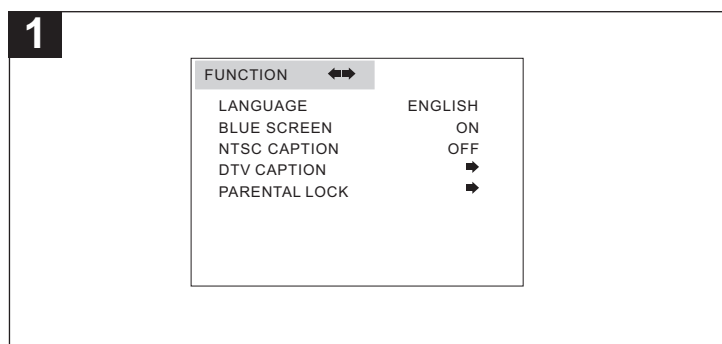 1
FUNCTION ⬅➡
LANGUAGE ENGLISH
BLUE SCREEN ON
NTSC CAPTION OFF
DTV CAPTION ➡
PARENTAL LOCK ➡